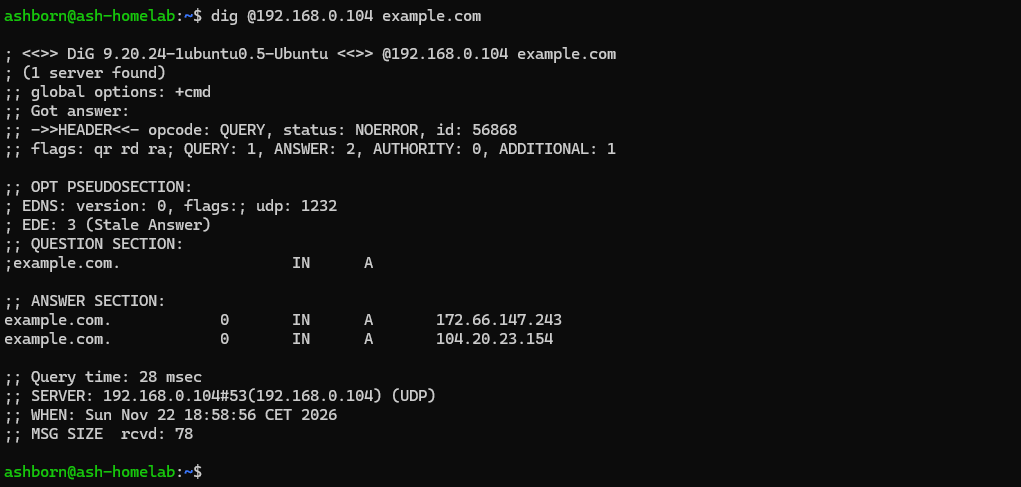 ashborn@ash-homelab:~$ dig @192.168.0.104 example.com
; <<>> DiG 9.20.24-1ubuntu0.5-Ubuntu <<>> @192.168.0.104 example.com
; (1 server found)
;; global options: +cmd
;; Got answer:
;; ->>HEADER<<- opcode: QUERY, status: NOERROR, id: 56868
;; flags: qr rd ra; QUERY: 1, ANSWER: 2, AUTHORITY: 0, ADDITIONAL: 1
;; OPT PSEUDOSECTION:
; EDNS: version: 0, flags:; udp: 1232
; EDE: 3 (Stale Answer)
;; QUESTION SECTION:
;example.com. IN A
;; ANSWER SECTION:
example.com. 0 IN A 172.66.147.243
example.com. 0 IN A 104.20.23.154
;; Query time: 28 msec
;; SERVER: 192.168.0.104#53(192.168.0.104) (UDP)
;; WHEN: Sun Nov 22 18:58:56 CET 2026
;; MSG SIZE  rcvd: 78
ashborn@ash-homelab:~$